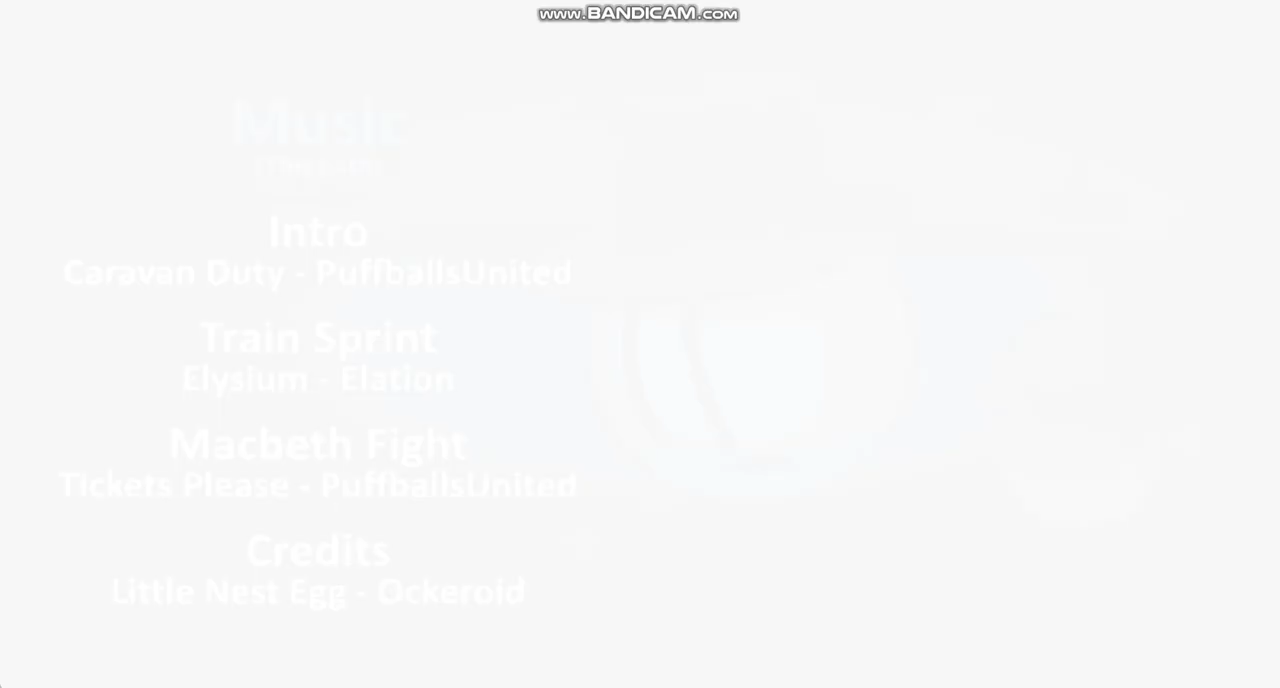 www.BANDICAM.com
Music
Intro
Caravan Duty - PuffballsUnited
Train Sprint
Elysium - Elation
Macbeth Fight
Tickets Please - PuffballsUnited
Credits
Little Nest Egg - Ockeroid